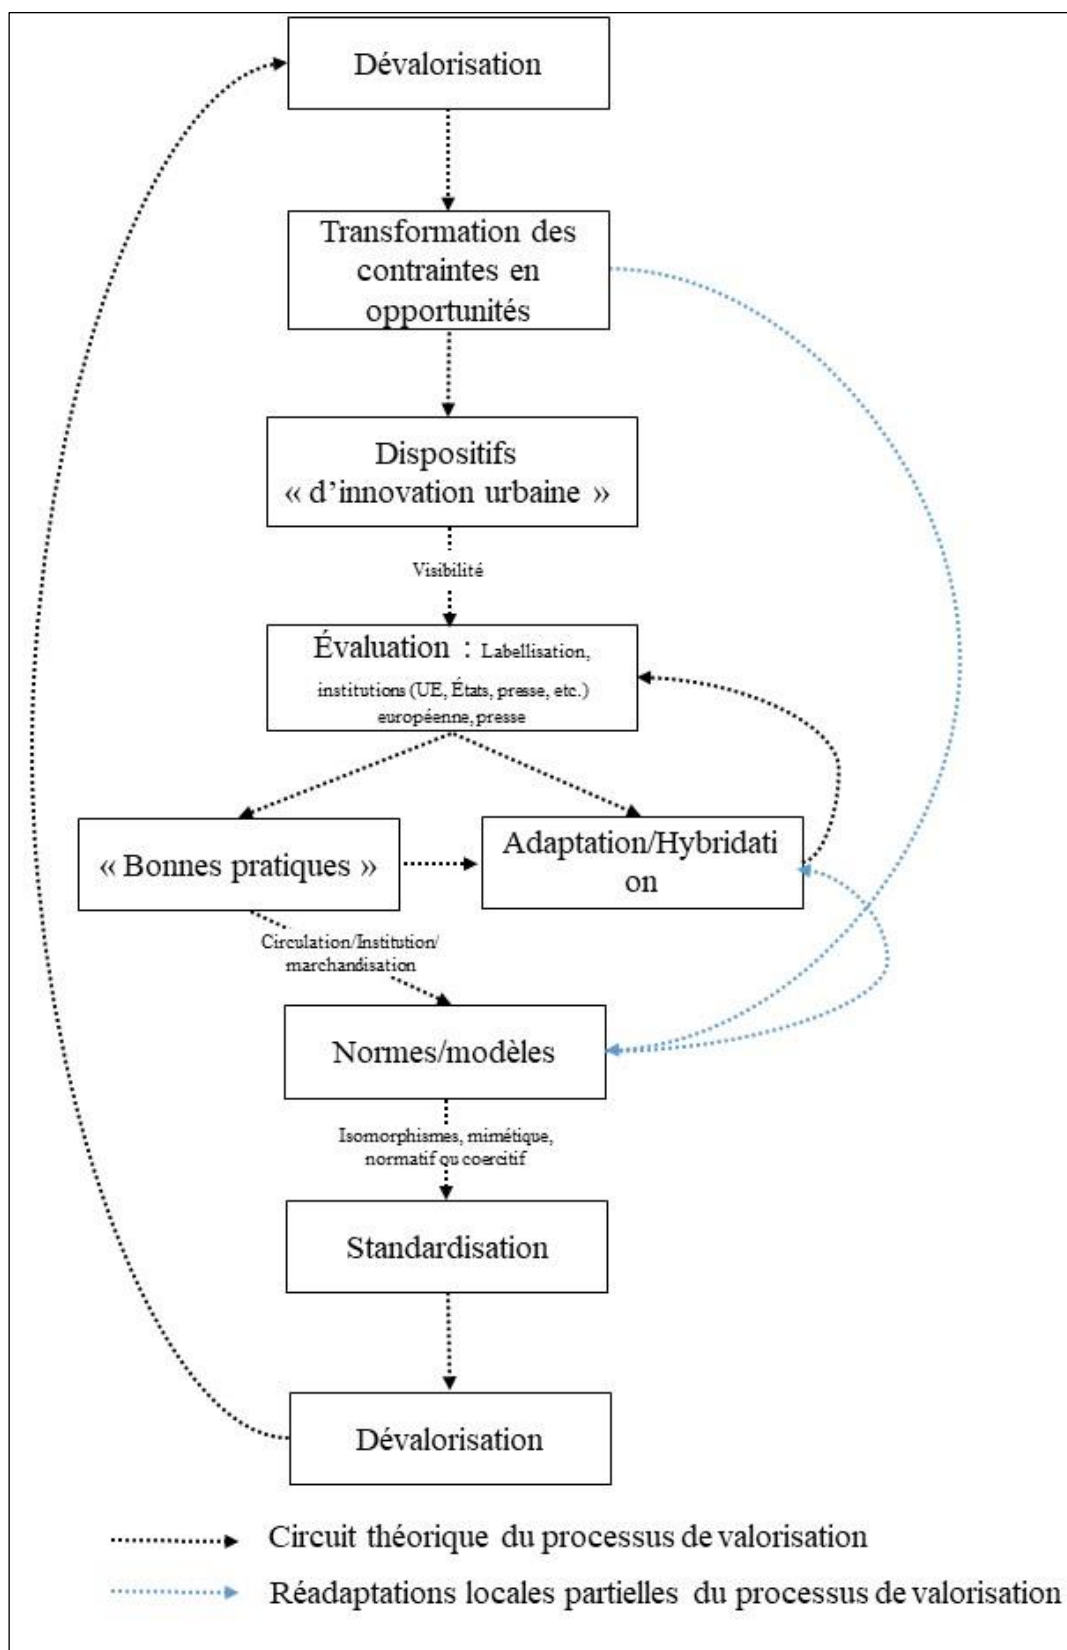 Dévalorisation
Transformation des
contraintes en
opportunités
Dispositifs
« d’innovation urbaine »
Visibilité
Évaluation : Labellisation,
institutions (UE, États, presse, etc.)
européenne, presse
« Bonnes pratiques »
Adaptation/Hybridati
on
Circulation/Institution/
marchandisation
Normes/modèles
Isomorphismes, mimétique,
normatif ou coercitif
Standardisation
Dévalorisation
Circuit théorique du processus de valorisation
Réadaptations locales partielles du processus de valorisation